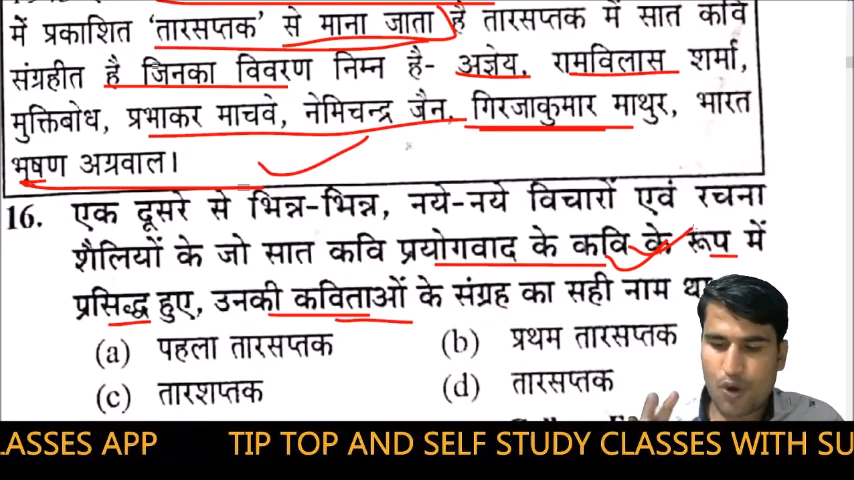 में प्रकाशित 'तारसप्तक' से माना जाता है तारसप्तक में सात कवि
संग्रहीत है जिनका विवरण निम्न है- अज्ञेय, रामविलास शर्मा,
मुक्तिबोध, प्रभाकर माचवे, नेमिचन्द्र जैन, गिरजाकुमार माथुर, भारत
भूषण अग्रवाल।
16. एक दूसरे से भिन्न-भिन्न, नये-नये विचारों एवं रचना
शैलियों के जो सात कवि प्रयोगवाद के कवि के रूप में
प्रसिद्ध हुए, उनकी कविताओं के संग्रह का सही नाम था
(a) पहला तारसप्तक (b) प्रथम तारसप्तक
(c) तारशप्तक (d) तारसप्तक
LASSES APP TIP TOP AND SELF STUDY CLASSES WITH SU